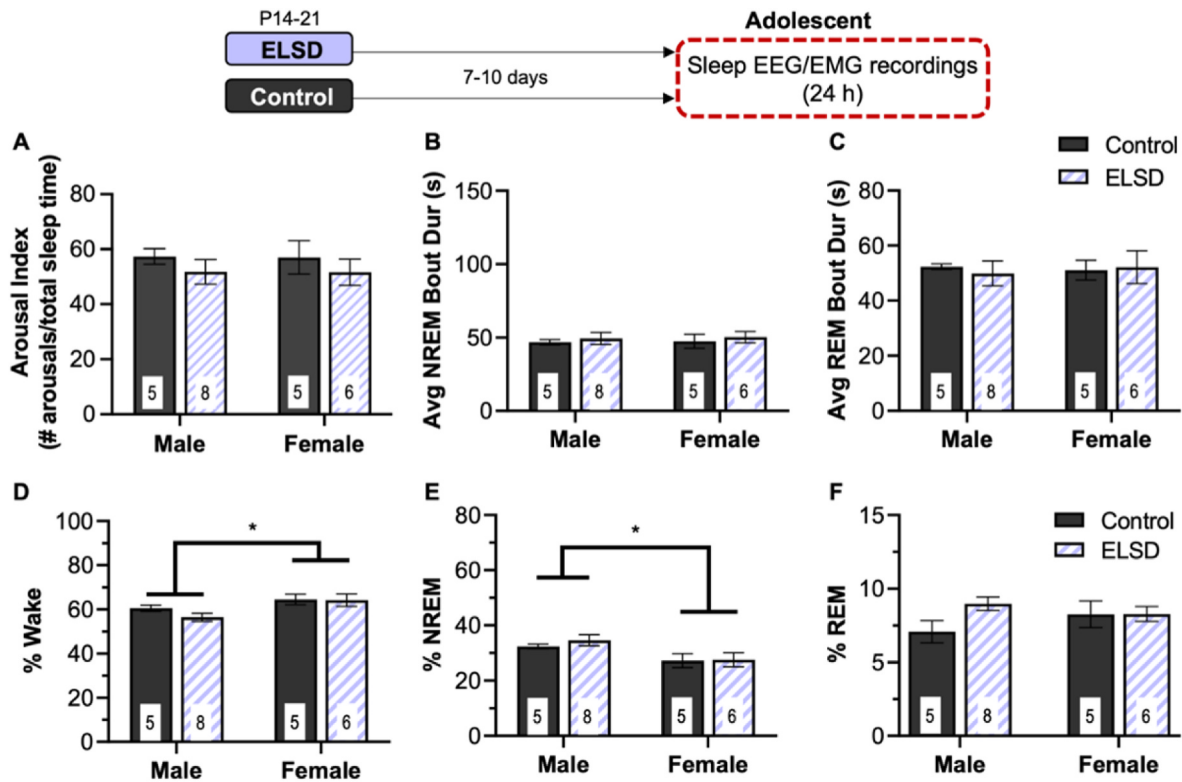 P14-21
Adolescent
ELSD
Sleep EEG/EMG recordings
(24 h)
7-10 days
Control
A
Arousal Index
(# arousals/total sleep time)
80
60
40
20
0
5
8
5
6
Male
Female
B
Avg NREM Bout Dur (s)
150
100
50
0
5
8
5
6
Male
Female
C
Control
ELSD
Avg REM Bout Dur (s)
80
60
40
20
0
5
8
5
6
Male
Female
D
% Wake
100
80
60
40
20
0
*
5
8
5
6
Male
Female
E
% NREM
80
60
40
20
0
*
5
8
5
6
Male
Female
F
Control
ELSD
% REM
15
10
5
0
5
8
5
6
Male
Female